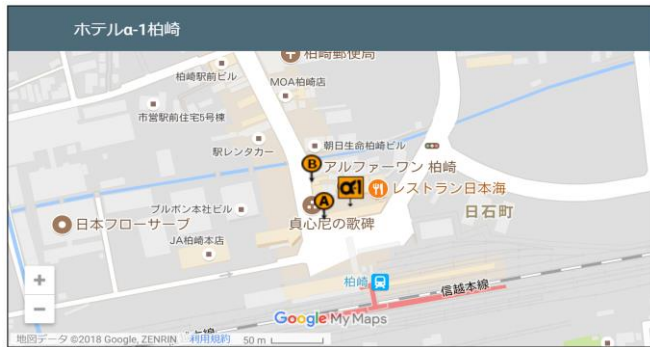 ホテルα-1柏崎
柏崎郵便局
柏崎駅前ビル
MOA柏崎店
市営駅前住宅5号棟
駅レンタカー
朝日生命柏崎ビル
B
アルファーワン 柏崎
α-1
レストラン日本海
A
ブルボン本社ビル
貞心尼の歌碑
日石町
日本フローサーブ
JA柏崎本店
柏崎
信越本線
+
−
Google My Maps
地図データ ©2018 Google, ZENRIN
利用規約
50 m